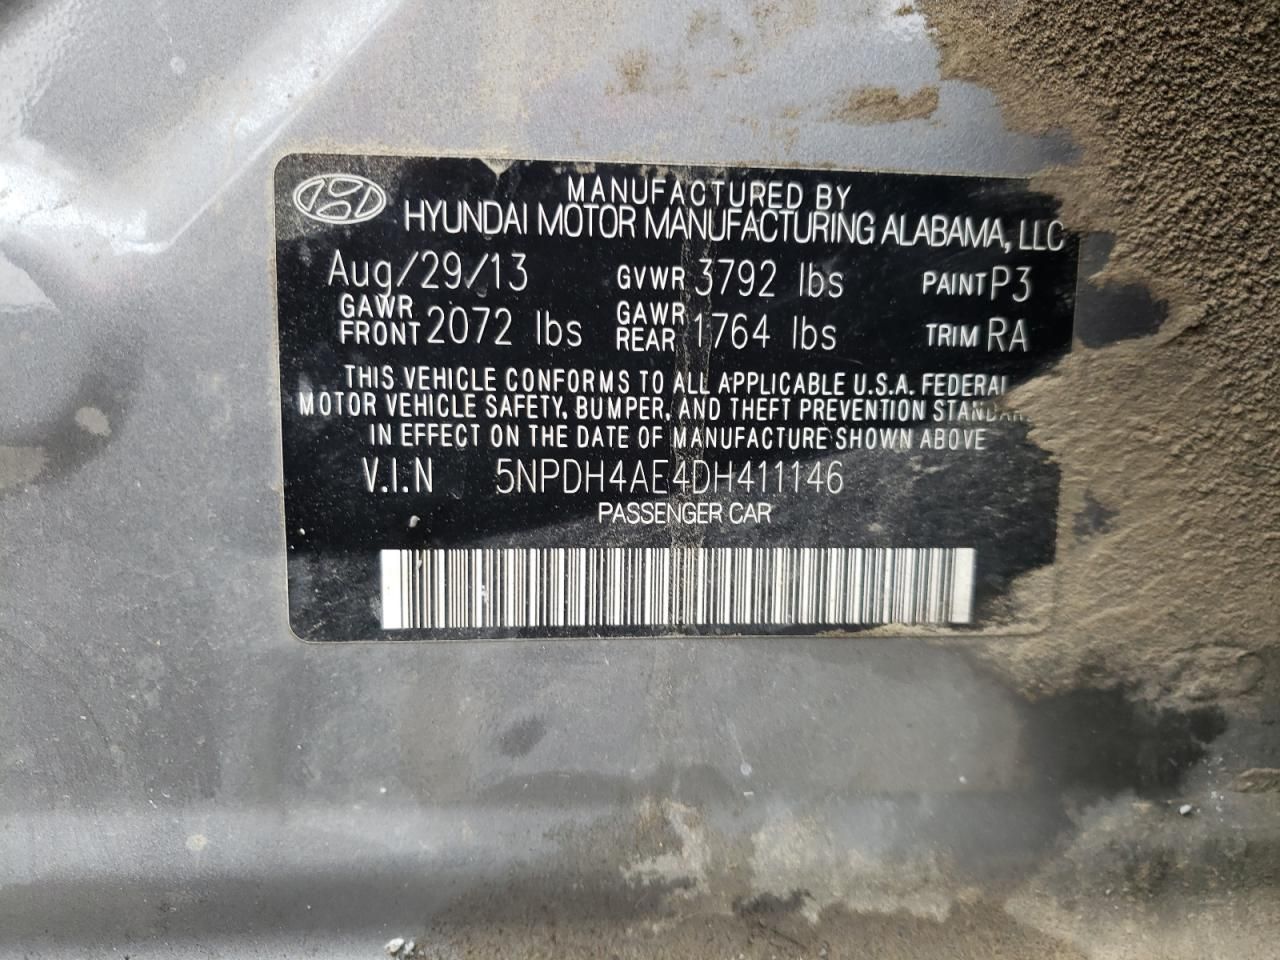 MANUFACTURED BY
HYUNDAI MOTOR MANUFACTURING ALABAMA, LLC
Aug/29/13 GVWR 3792 lbs PAINT P3
GAWR FRONT 2072 lbs GAWR REAR 1764 lbs TRIM RA
THIS VEHICLE CONFORMS TO ALL APPLICABLE U.S.A. FEDERAL
MOTOR VEHICLE SAFETY, BUMPER, AND THEFT PREVENTION
IN EFFECT ON THE DATE OF MANUFACTURE SHOWN ABOVE
V.I.N 5NPDH4AE4DH411146
PASSENGER CAR